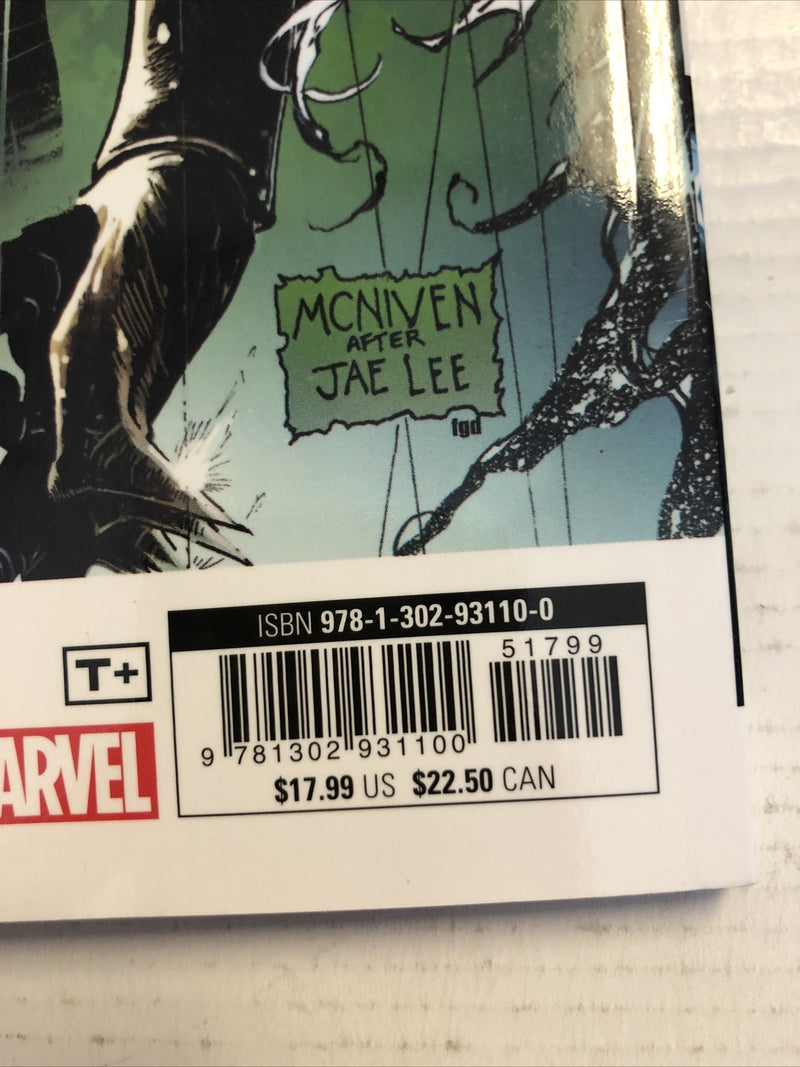 MCNIVEN
AFTER
JAE LEE
fgd
ISBN 978-1-302-93110-0
51799
T+
9 781302 931100
ARVEL
$17.99 US $22.50 CAN